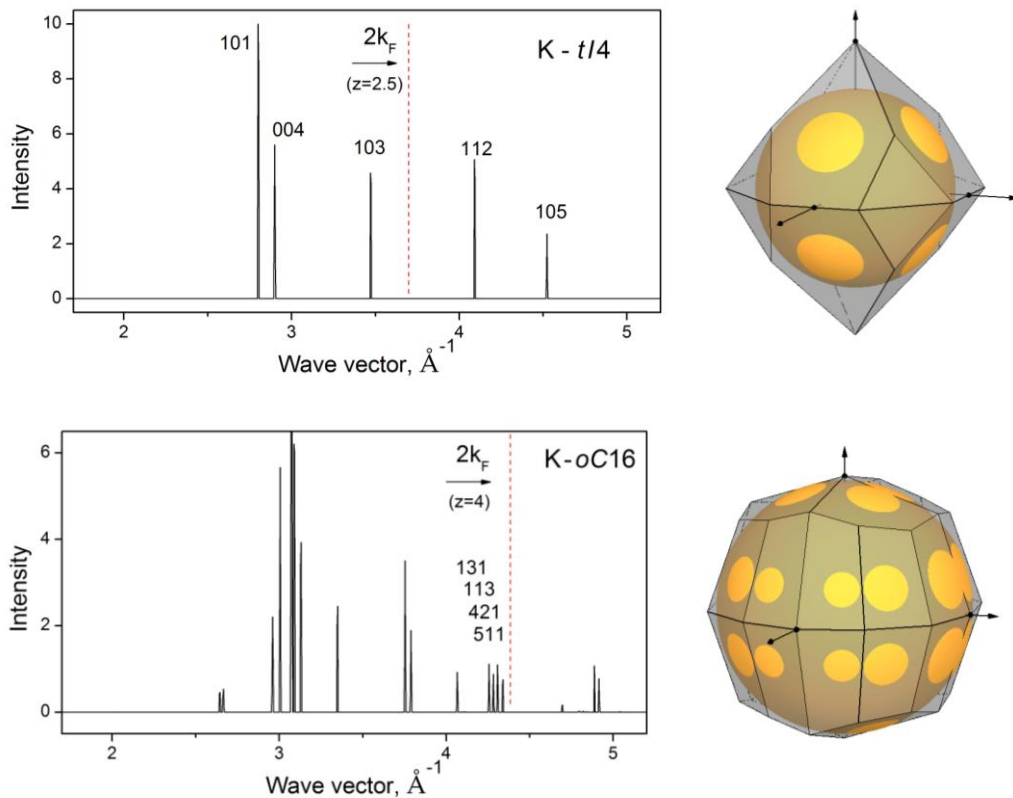 10
8
6
4
2
0
Intensity
101
004
103
112
105
2k_F
(z=2.5)
K - tI4
2 3 4 5
Wave vector, Å^-1
6
4
2
0
Intensity
2k_F
(z=4)
K-oC16
131
113
421
511
2 3 4 5
Wave vector, Å^-1